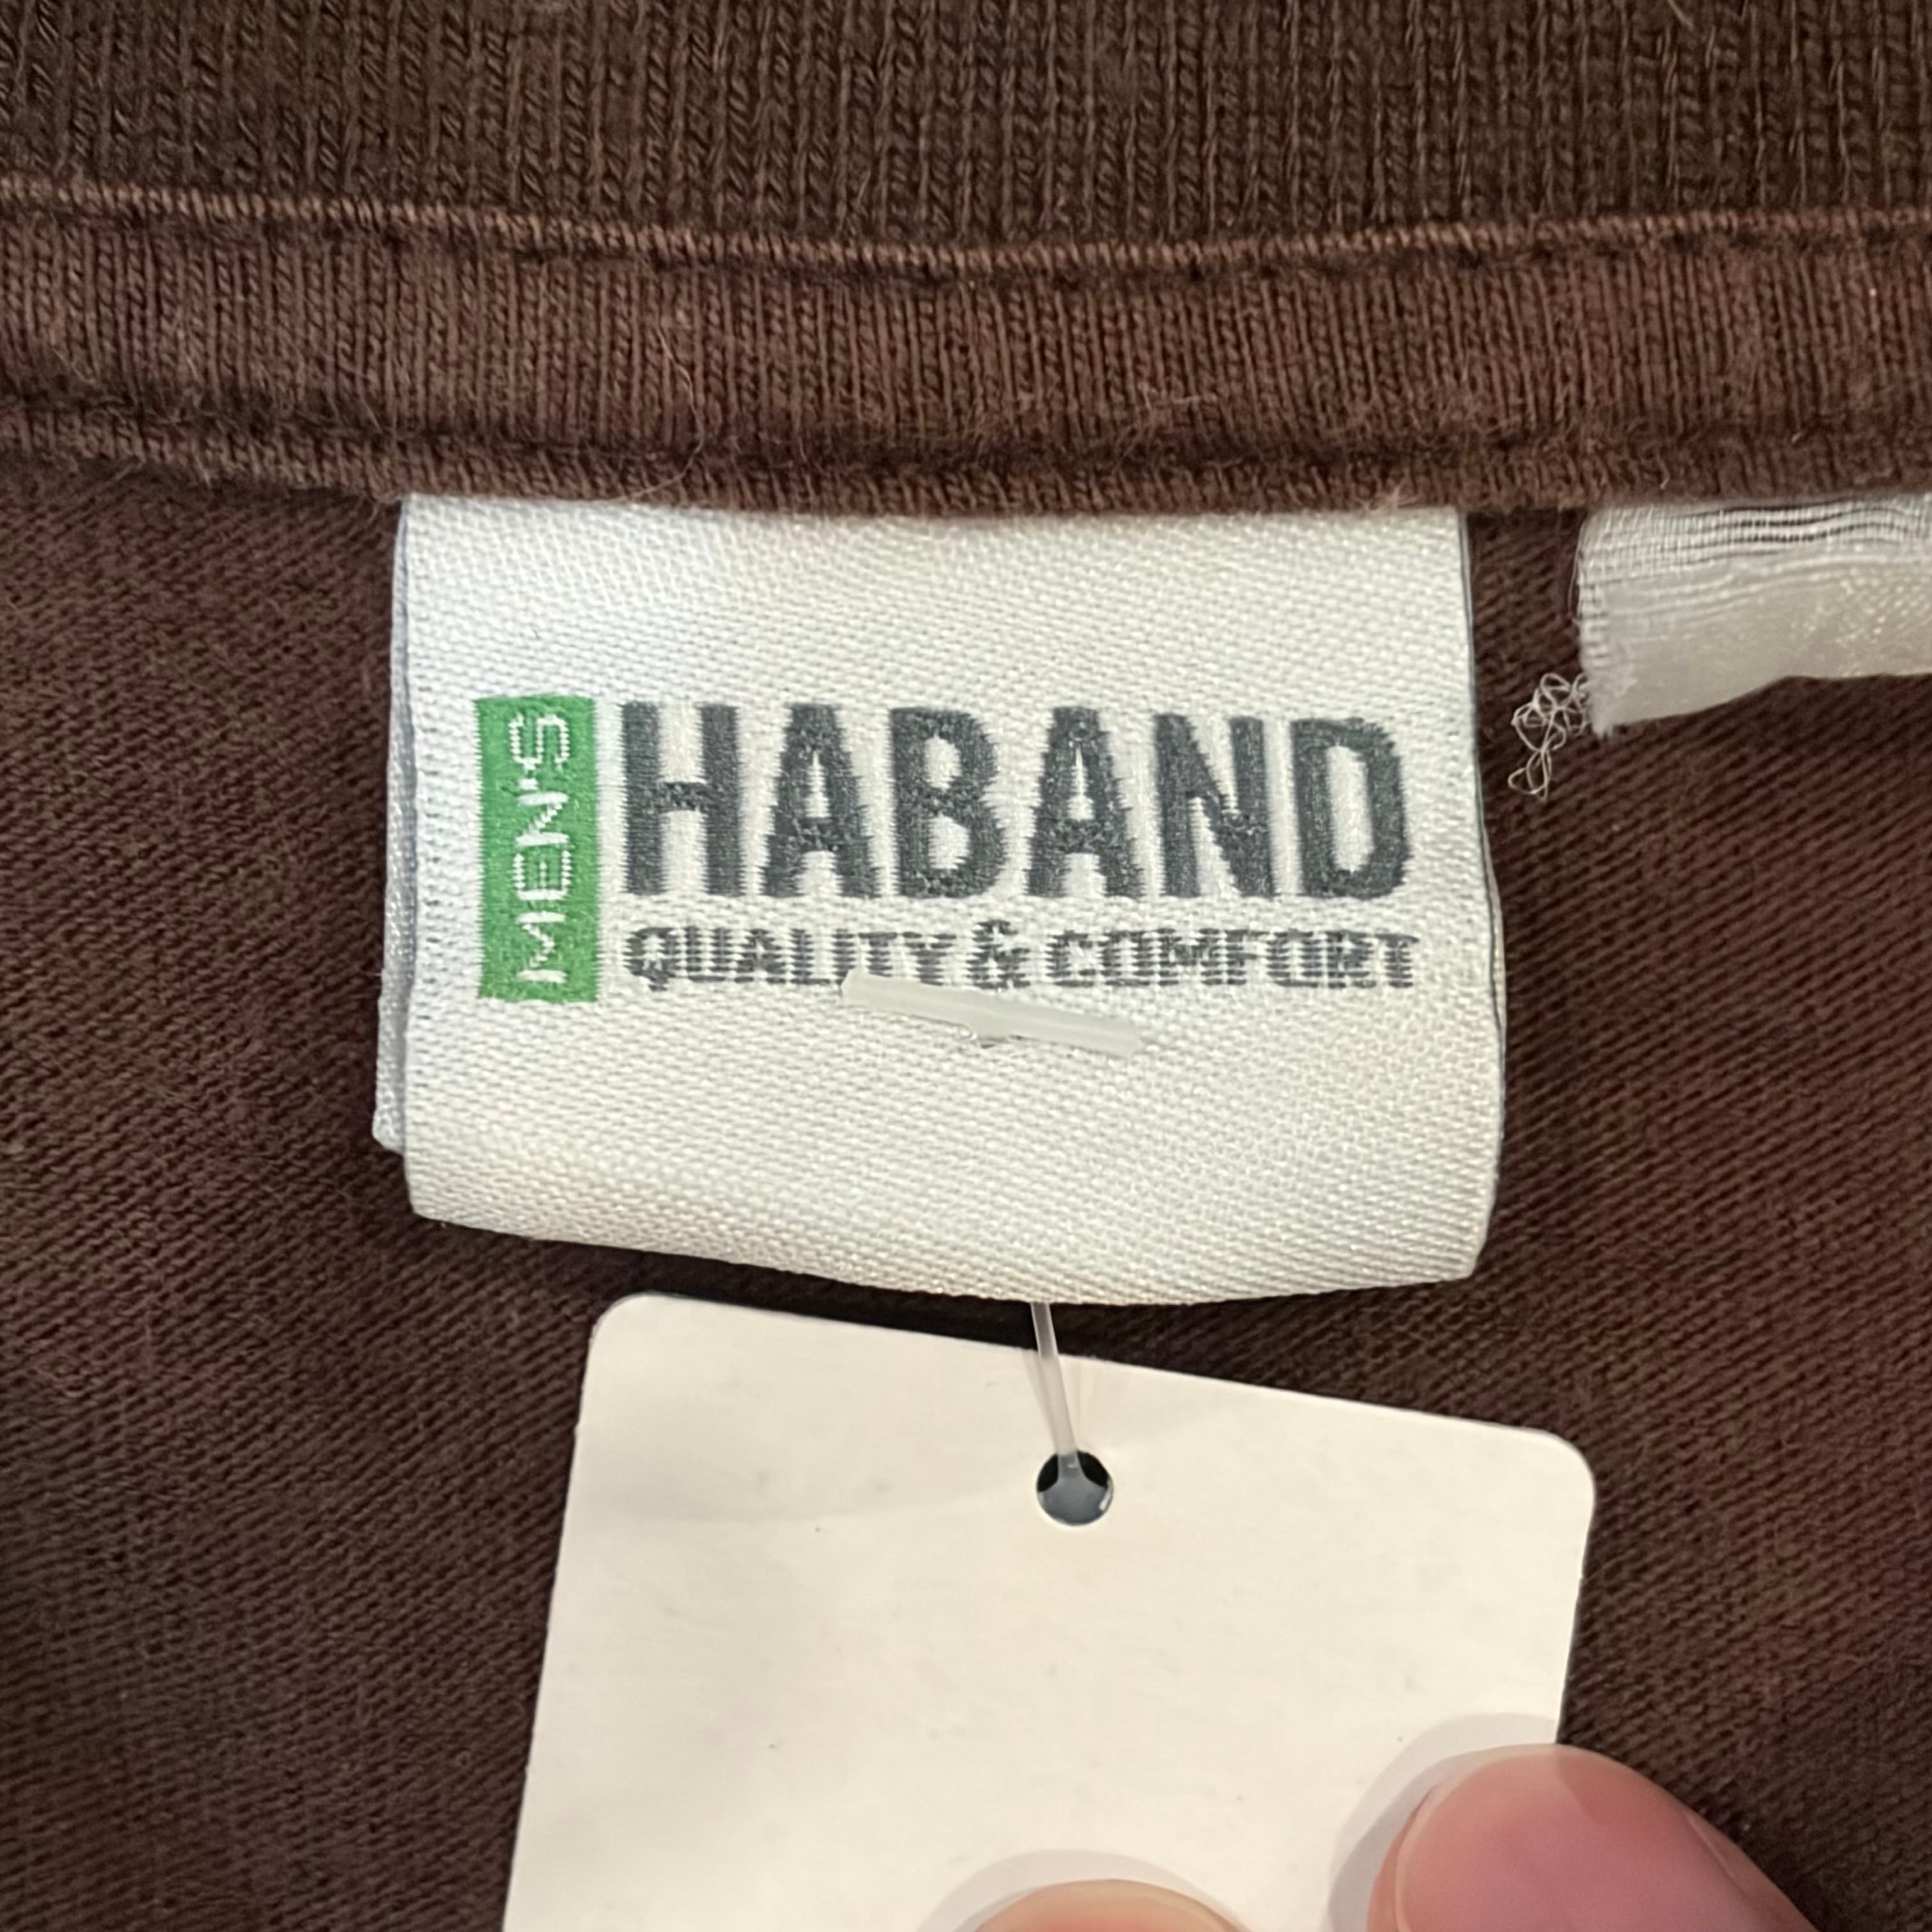 MEN'S
HABAND
QUALITY & COMFORT